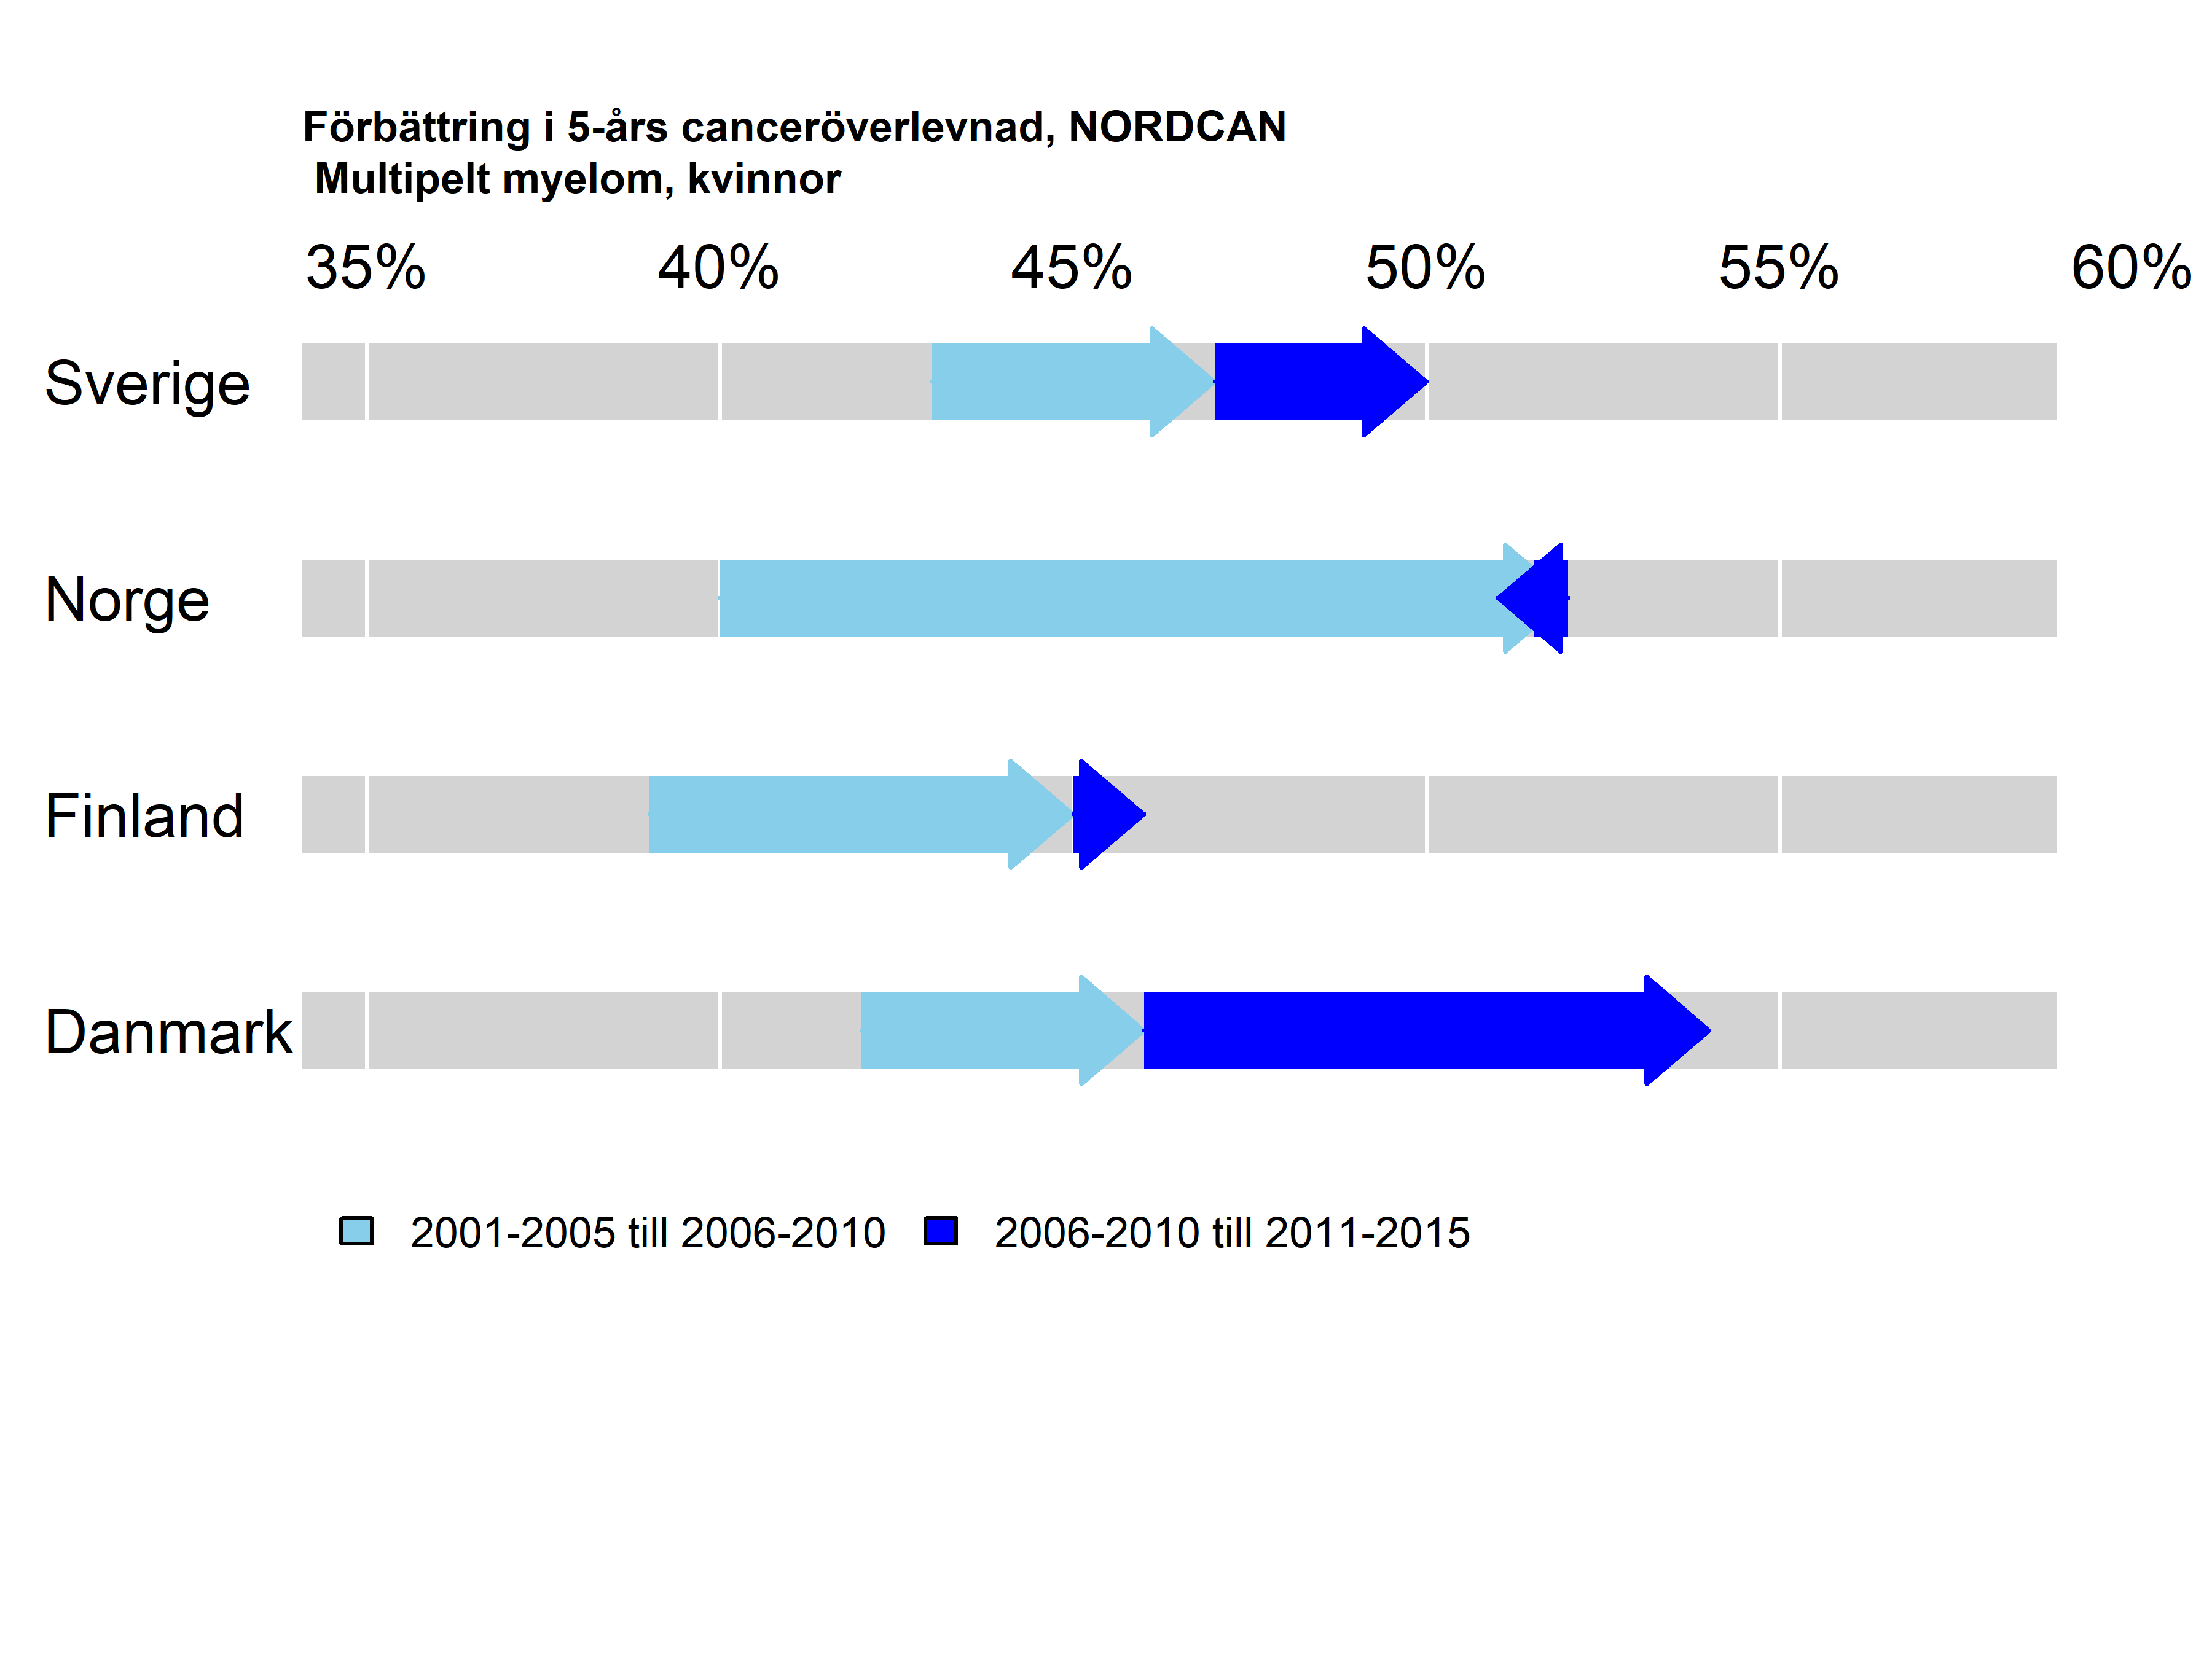 Förbättring i 5-års canceröverlevnad, NORDCAN
Multipelt myelom, kvinnor
35% 40% 45% 50% 55% 60%
Sverige
Norge
Finland
Danmark
2001-2005 till 2006-2010 2006-2010 till 2011-2015